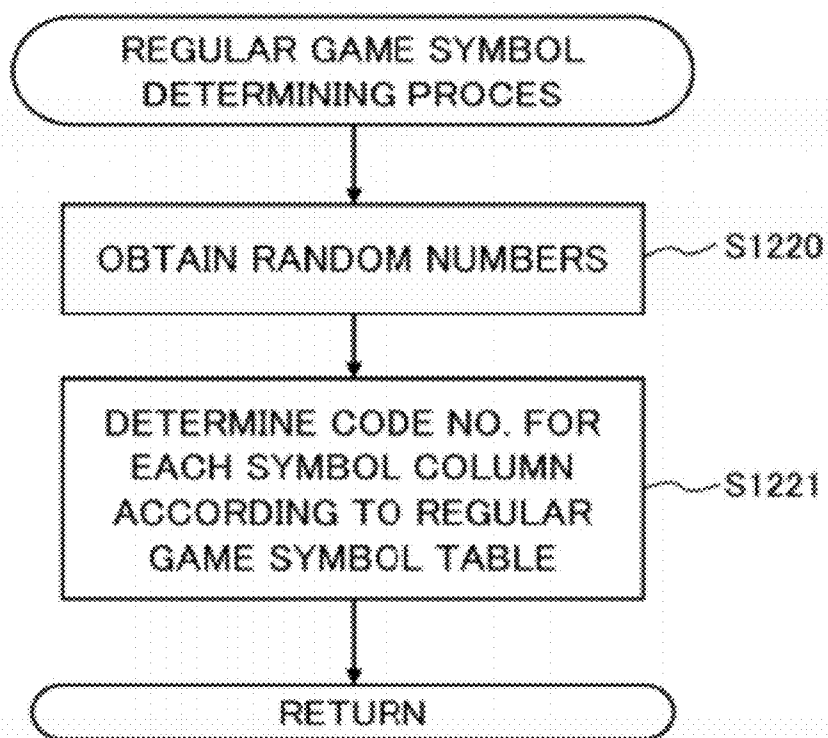 REGULAR GAME SYMBOL
DETERMINING PROCES
OBTAIN RANDOM NUMBERS
S1220
DETERMINE CODE NO. FOR
EACH SYMBOL COLUMN
ACCORDING TO REGULAR
GAME SYMBOL TABLE
S1221
RETURN